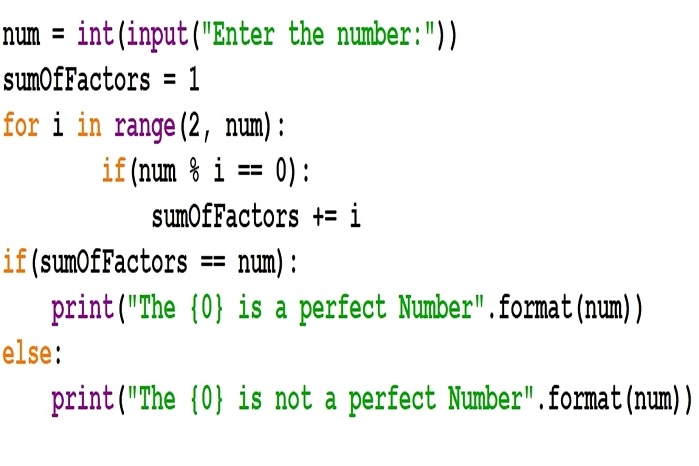 num = int(input("Enter the number:"))
sumOfFactors = 1
for i in range(2, num):
        if(num % i == 0):
            sumOfFactors += i
if(sumOfFactors == num):
    print("The {0} is a perfect Number".format(num))
else:
    print("The {0} is not a perfect Number".format(num))